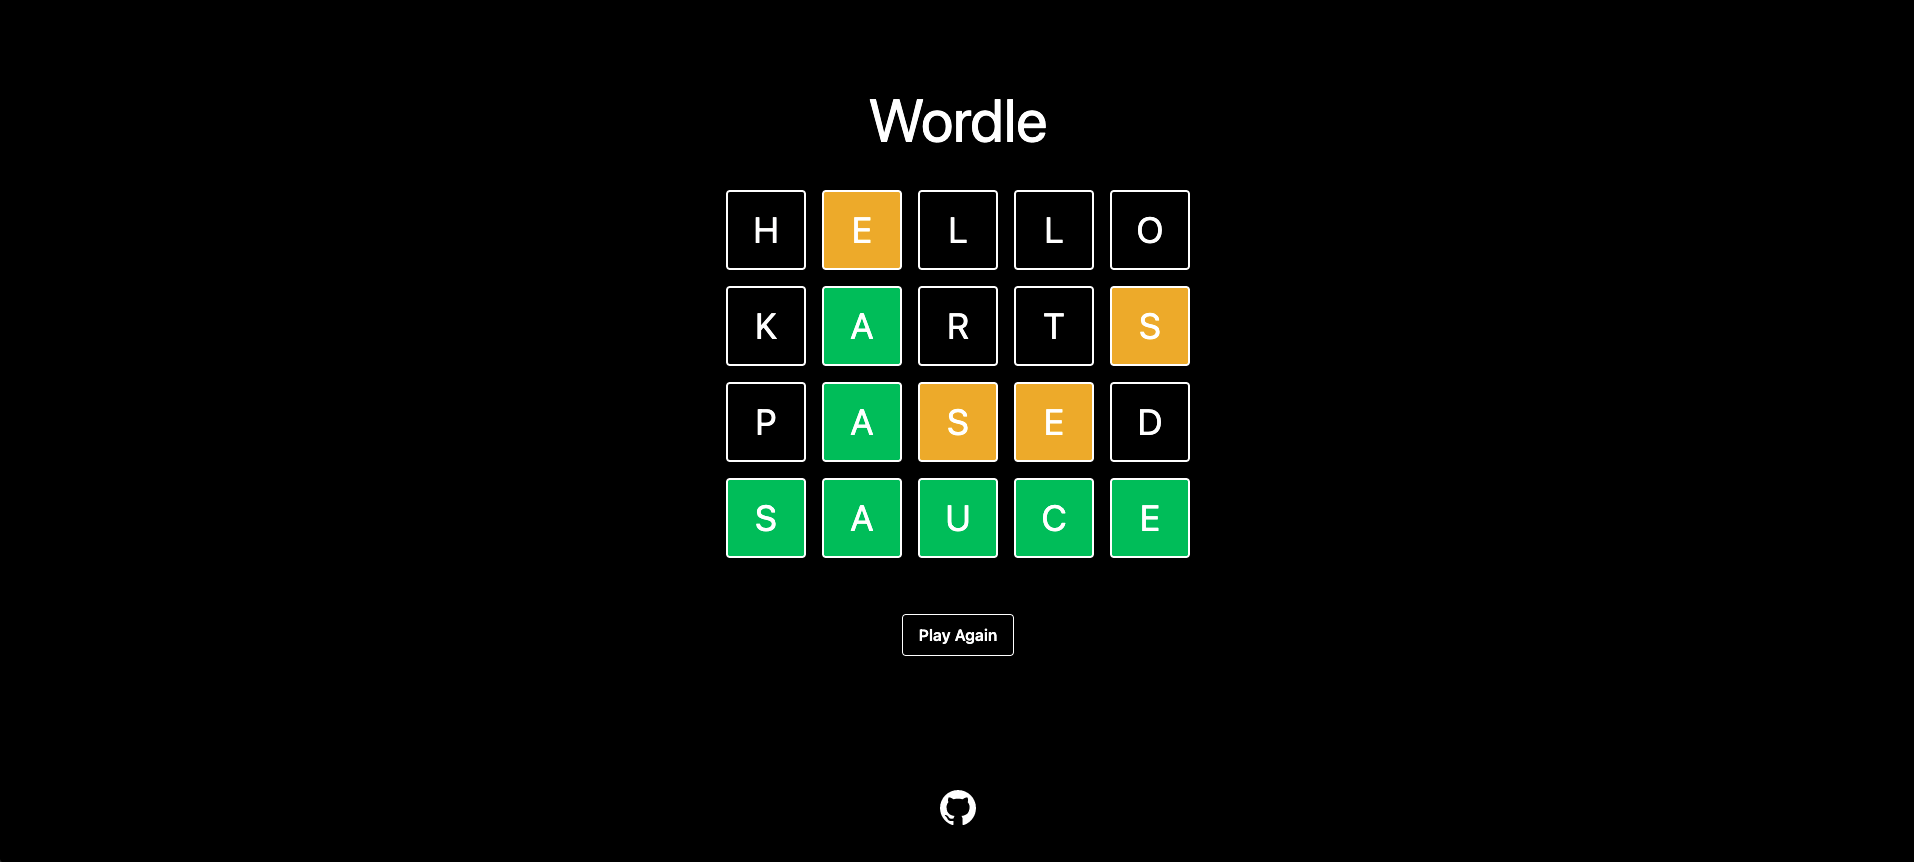 Wordle
H E L L O
K A R T S
P A S E D
S A U C E
Play Again